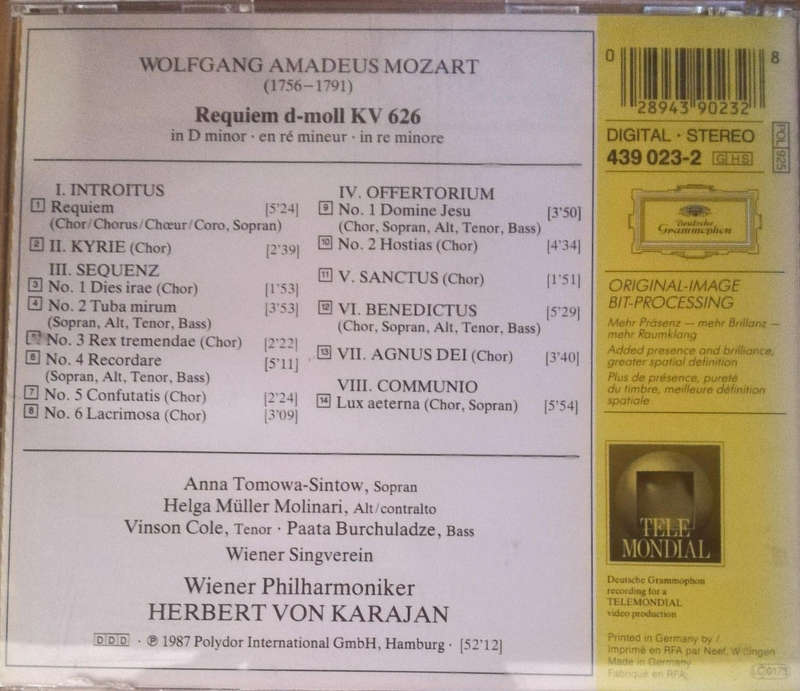 WOLFGANG AMADEUS MOZART
(1756–1791)
Requiem d-moll KV 626
in D minor · en ré mineur · in re minore
I. INTROITUS
1 Requiem [5'24]
(Chor/Chorus/Chœur/Coro, Sopran)
2 II. KYRIE (Chor) [2'39]
III. SEQUENZ
3 No. 1 Dies irae (Chor) [1'53]
4 No. 2 Tuba mirum [3'53]
(Sopran, Alt, Tenor, Bass)
No. 3 Rex tremendae (Chor) [2'22]
6 No. 4 Recordare [5'11]
(Sopran, Alt, Tenor, Bass)
7 No. 5 Confutatis (Chor) [2'24]
8 No. 6 Lacrimosa (Chor) [3'09]
IV. OFFERTORIUM
9 No. 1 Domine Jesu [3'50]
(Chor, Sopran, Alt, Tenor, Bass)
10 No. 2 Hostias (Chor) [4'34]
11 V. SANCTUS (Chor) [1'51]
12 VI. BENEDICTUS [5'29]
(Chor, Sopran, Alt, Tenor, Bass)
13 VII. AGNUS DEI (Chor) [3'40]
VIII. COMMUNIO
14 Lux aeterna (Chor, Sopran) [5'54]
Anna Tomowa-Sintow, Sopran
Helga Müller Molinari, Alt/contralto
Vinson Cole, Tenor · Paata Burchuladze, Bass
Wiener Singverein
Wiener Philharmoniker
HERBERT VON KARAJAN
DDD · ℗ 1987 Polydor International GmbH, Hamburg · [52'12]
0 28943 90232 8
DIGITAL · STEREO
439 023-2 GHS
POL 925
Deutsche
Grammophon
ORIGINAL-IMAGE
BIT-PROCESSING
Mehr Präsenz — mehr Brillanz —
mehr Raumklang
Added presence and brilliance,
greater spatial definition
Plus de présence, pureté
du timbre, meilleure définition
spatiale
TELE
MONDIAL
Deutsche Grammophon
recording for a
TELEMONDIAL
video production
Printed in Germany by /
Imprimé en RFA par Neef, Wittingen
Made in Germany
Fabriqué en RFA
LC 0173